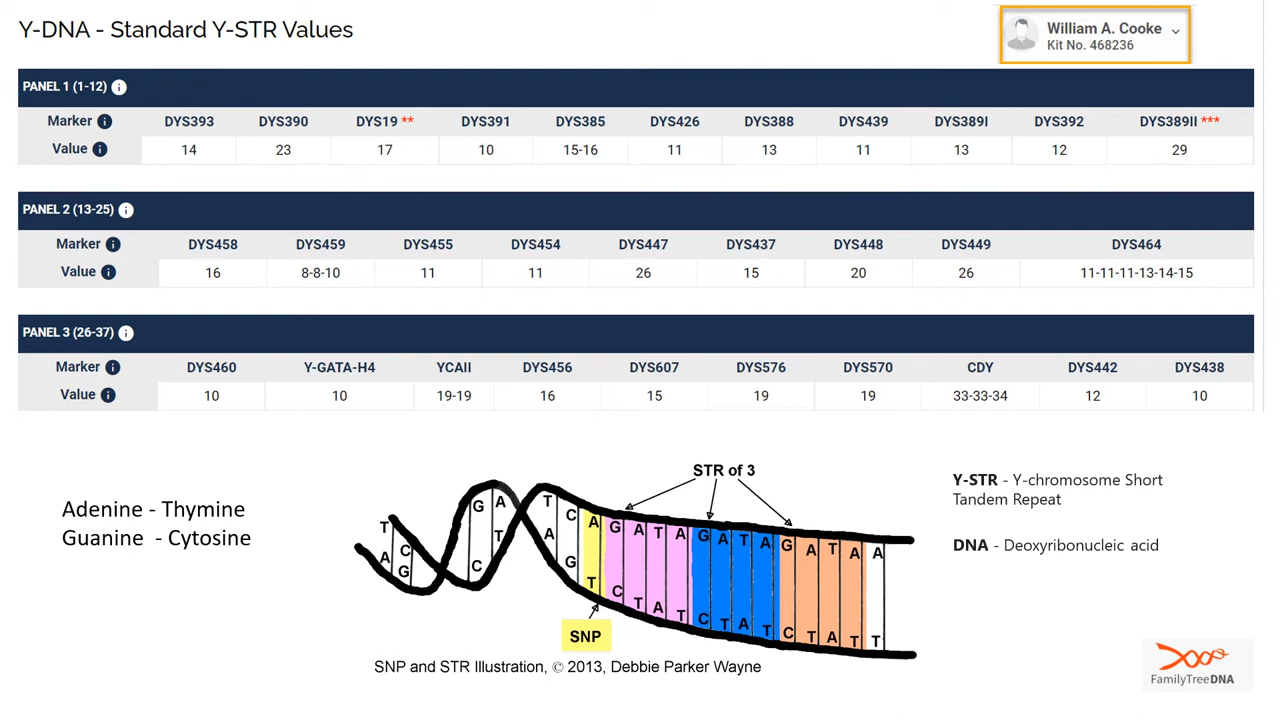 Y-DNA - Standard Y-STR Values
William A. Cooke
Kit No. 468236
PANEL 1 (1-12) i
Marker i DYS393 DYS390 DYS19 ** DYS391 DYS385 DYS426 DYS388 DYS439 DYS389I DYS392 DYS389II ***
Value i 14 23 17 10 15-16 11 13 11 13 12 29
PANEL 2 (13-25) i
Marker i DYS458 DYS459 DYS455 DYS454 DYS447 DYS437 DYS448 DYS449 DYS464
Value i 16 8-8-10 11 11 26 15 20 26 11-11-11-13-14-15
PANEL 3 (26-37) i
Marker i DYS460 Y-GATA-H4 YCAII DYS456 DYS607 DYS576 DYS570 CDY DYS442 DYS438
Value i 10 10 19-19 16 15 19 19 33-33-34 12 10
Adenine - Thymine
Guanine - Cytosine
STR of 3
T C G A T C A G A T A G A T A G A T A A
A G C T A G T C T A T C T A T C T A T T
SNP
SNP and STR Illustration, © 2013, Debbie Parker Wayne
Y-STR - Y-chromosome Short
Tandem Repeat
DNA - Deoxyribonucleic acid
FamilyTreeDNA